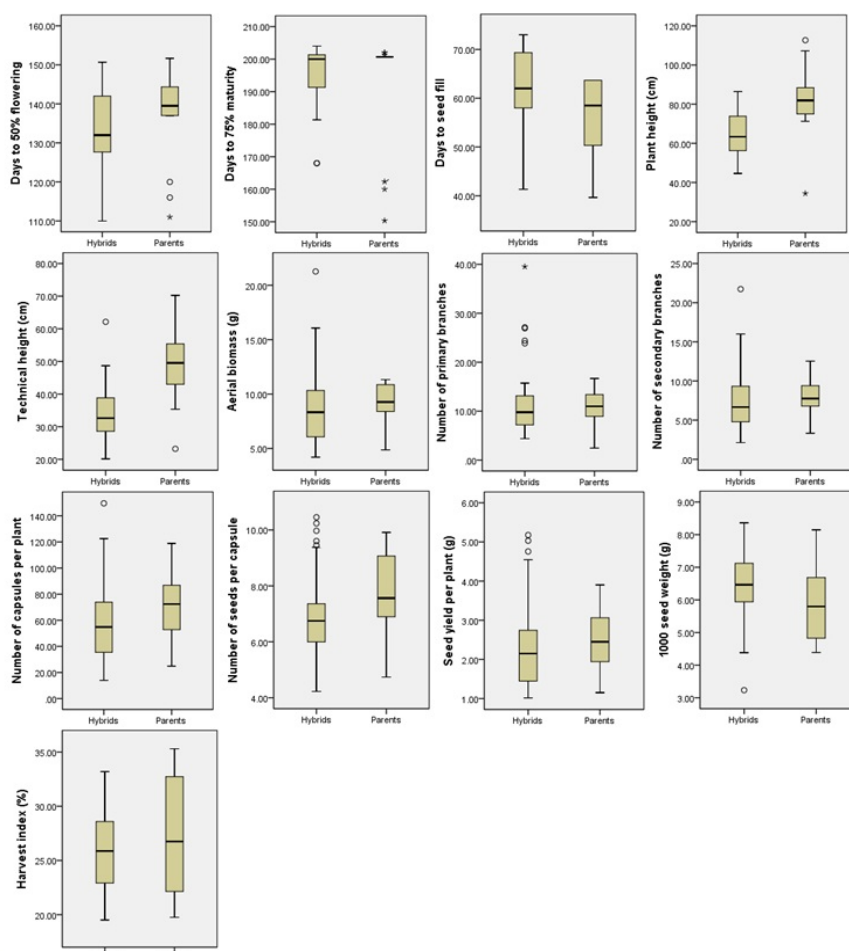 Days to 50% flowering
160.00
150.00
140.00
130.00
120.00
110.00
Hybrids Parents
Days to 75% maturity
200.00
190.00
180.00
170.00
160.00
150.00
Hybrids Parents
Days to seed fill
70.00
60.00
50.00
40.00
Hybrids Parents
Plant height (cm)
120.00
100.00
80.00
60.00
40.00
20.00
Hybrids Parents
Technical height (cm)
80.00
70.00
60.00
50.00
40.00
30.00
20.00
Hybrids Parents
Aerial biomass (g)
20.00
15.00
10.00
5.00
Hybrids Parents
Number of primary branches
40.00
30.00
20.00
10.00
.00
Hybrids Parents
Number of secondary branches
25.00
20.00
15.00
10.00
5.00
.00
Hybrids Parents
Number of capsules per plant
140.00
120.00
100.00
80.00
60.00
40.00
20.00
.00
Hybrids Parents
Number of seeds per capsule
10.00
8.00
6.00
4.00
Hybrids Parents
Seed yield per plant (g)
6.00
5.00
4.00
3.00
2.00
1.00
Hybrids Parents
1000 seed weight (g)
9.00
8.00
7.00
6.00
5.00
4.00
3.00
Hybrids Parents
Harvest index (%)
35.00
30.00
25.00
20.00